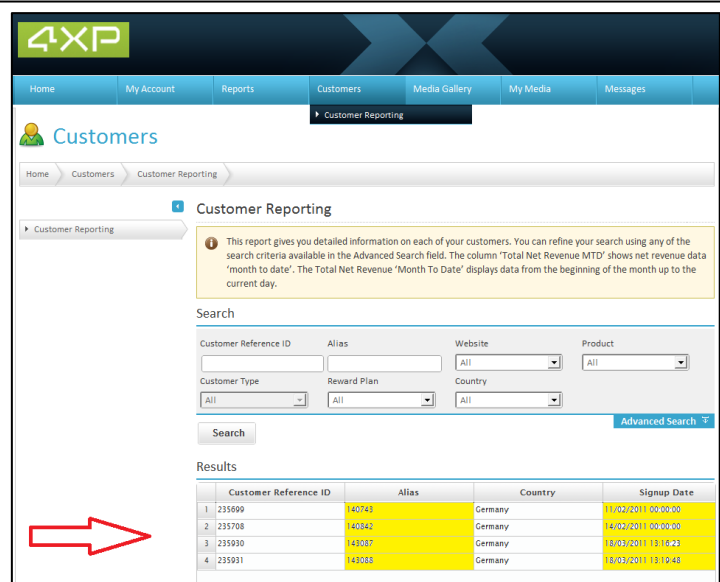 4XP
Home My Account Reports Customers Media Gallery My Media Messages
Customer Reporting
Customers
Home Customers Customer Reporting
Customer Reporting
Customer Reporting
This report gives you detailed information on each of your customers. You can refine your search using any of the
search criteria available in the Advanced Search field. The column 'Total Net Revenue MTD' shows net revenue data
'month to date'. The Total Net Revenue 'Month To Date' displays data from the beginning of the month up to the
current day.
Search
Customer Reference ID Alias Website Product
All All
Customer Type Reward Plan Country
All All All
Advanced Search
Search
Results
Customer Reference ID Alias Country Signup Date
1 235699 140743 Germany 11/02/2011 00:00:00
2 235708 140842 Germany 14/02/2011 00:00:00
3 235930 143087 Germany 18/03/2011 13:16:23
4 235931 143088 Germany 18/03/2011 13:19:48